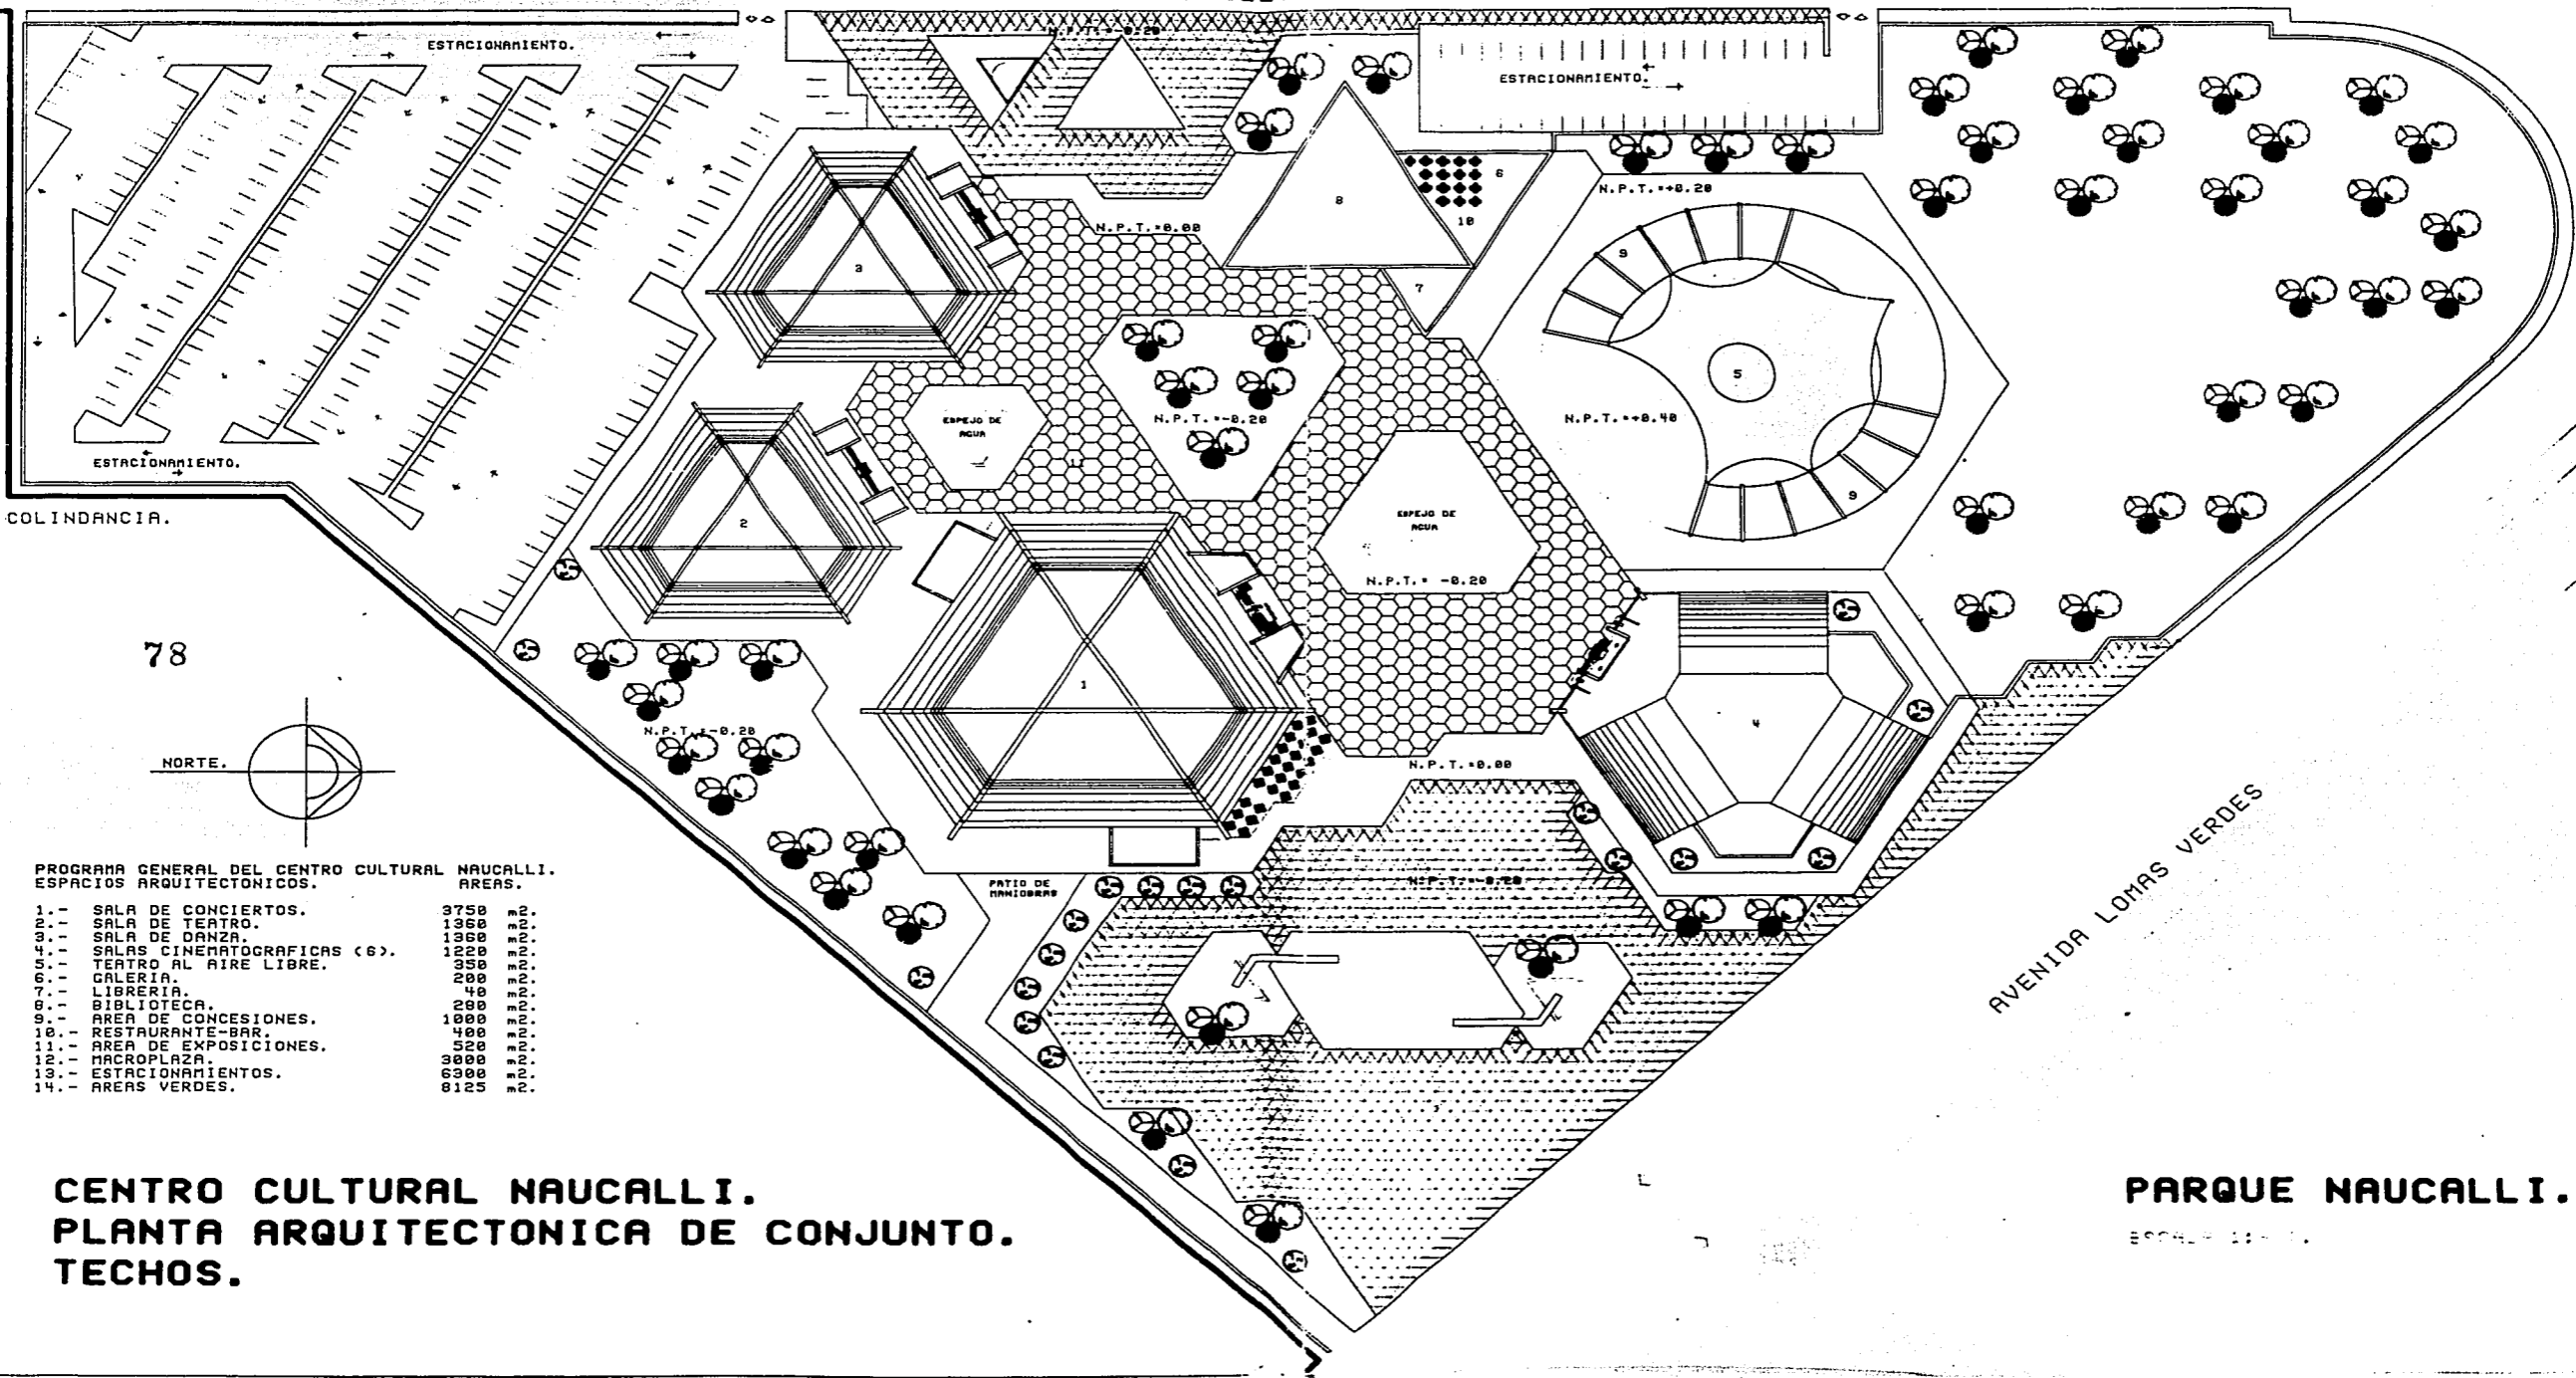 ESTACIONAMIENTO.
ESTACIONAMIENTO.
N.P.T.=+0.20
N.P.T.=0.00
6
8
10
9
3
7
5
ESPEJO DE
AGUA
N.P.T.=-0.20
N.P.T.=+0.40
ESTACIONAMIENTO.
11
9
COLINDANCIA.
2
ESPEJO DE
AGUA
N.P.T.= -0.20
78
1
4
N.P.T.=-0.20
NORTE.
N.P.T.=0.00
AVENIDA LOMAS VERDES
PATIO DE
MANIOBRAS
PROGRAMA GENERAL DEL CENTRO CULTURAL NAUCALLI.
ESPACIOS ARQUITECTONICOS. AREAS.
1.- SALA DE CONCIERTOS. 3750 m2.
2.- SALA DE TEATRO. 1360 m2.
3.- SALA DE DANZA. 1360 m2.
4.- SALAS CINEMATOGRAFICAS (6). 1220 m2.
5.- TEATRO AL AIRE LIBRE. 350 m2.
6.- GALERIA. 200 m2.
7.- LIBRERIA. 40 m2.
8.- BIBLIOTECA. 280 m2.
9.- AREA DE CONCESIONES. 1000 m2.
10.- RESTAURANTE-BAR. 400 m2.
11.- AREA DE EXPOSICIONES. 520 m2.
12.- MACROPLAZA. 3000 m2.
13.- ESTACIONAMIENTOS. 6300 m2.
14.- AREAS VERDES. 8125 m2.
CENTRO CULTURAL NAUCALLI.
PLANTA ARQUITECTONICA DE CONJUNTO.
TECHOS.
PARQUE NAUCALLI.